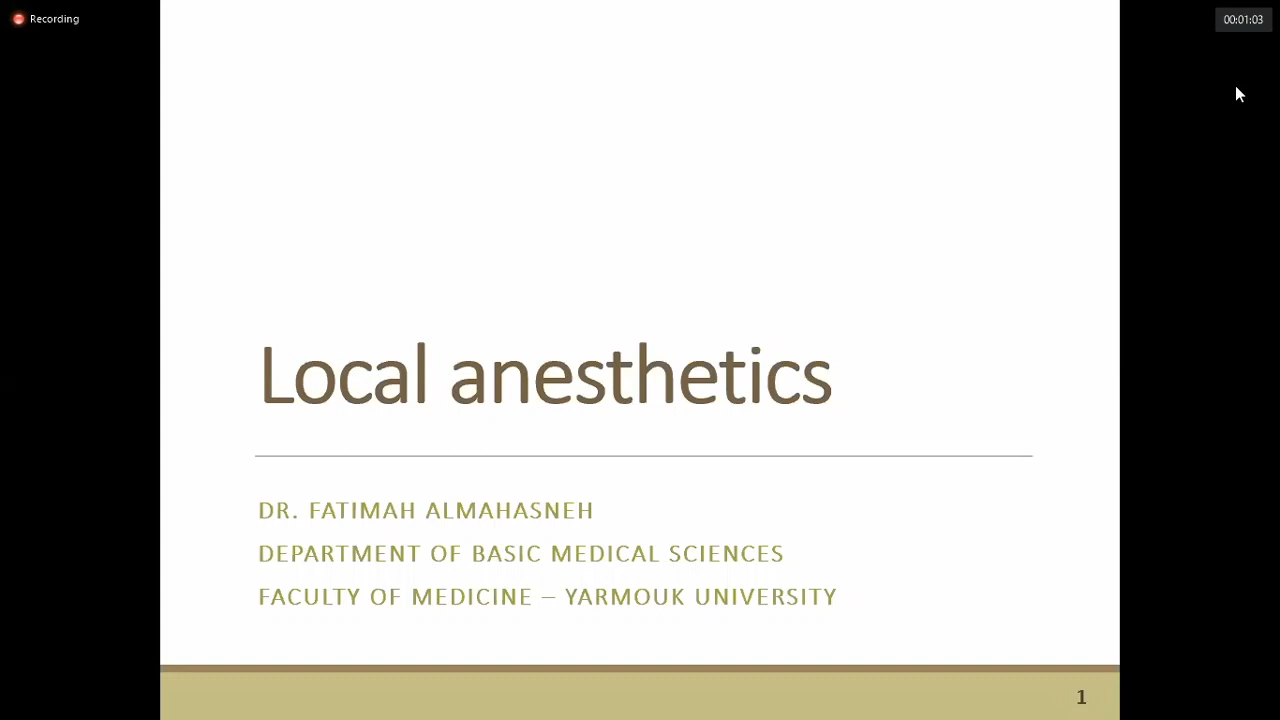 Recording
00:01:03
Local anesthetics
DR. FATIMAH ALMAHASNEH
DEPARTMENT OF BASIC MEDICAL SCIENCES
FACULTY OF MEDICINE – YARMOUK UNIVERSITY
1